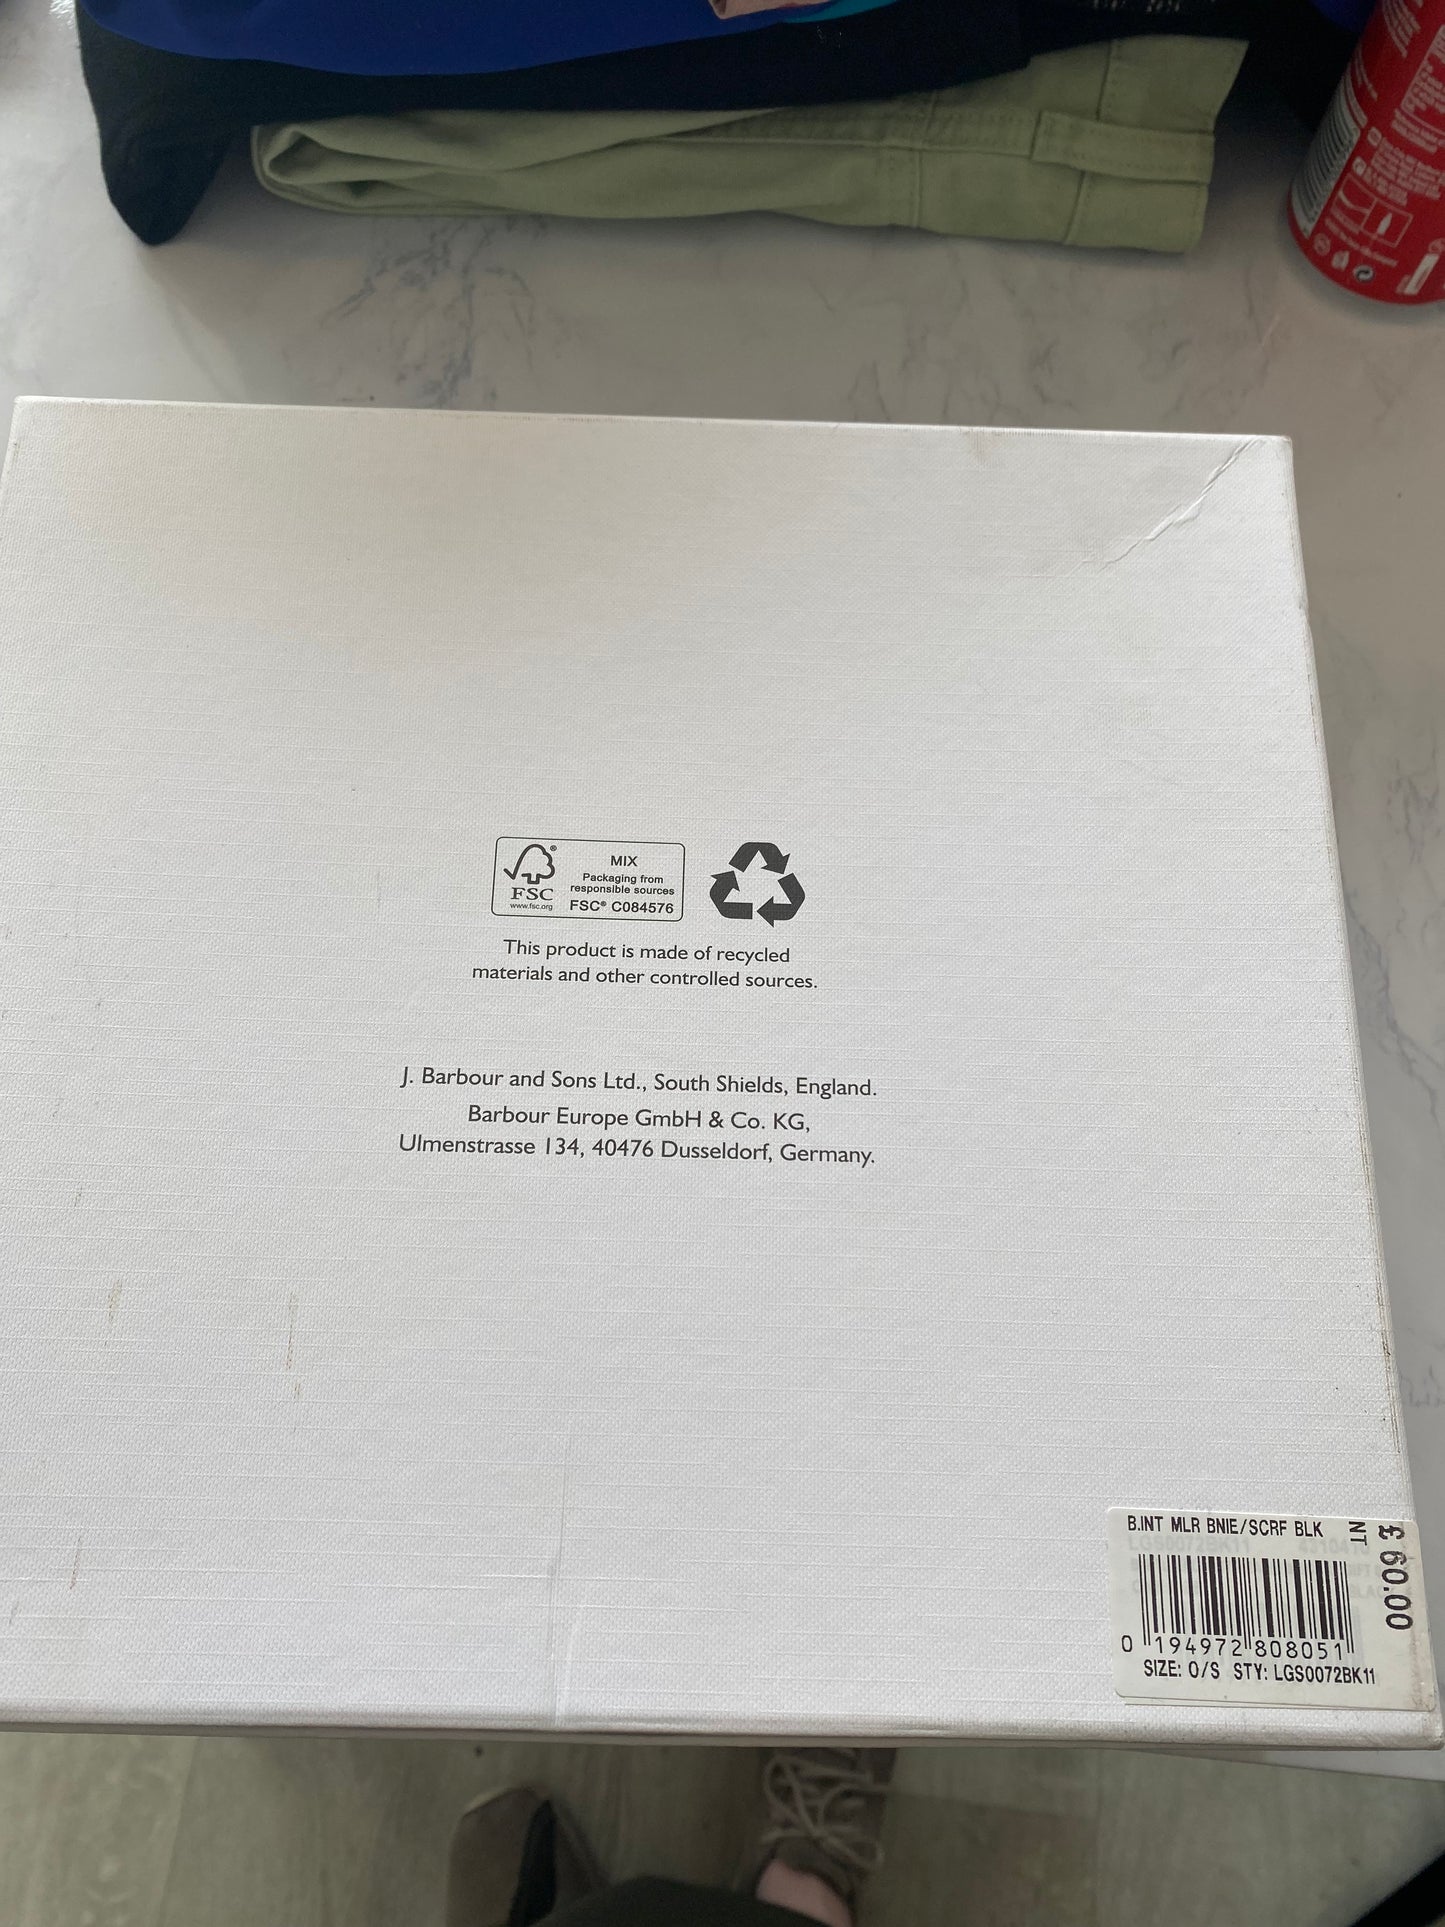 FSC
www.fsc.org
MIX
Packaging from
responsible sources
FSC® C084576
This product is made of recycled
materials and other controlled sources.
J. Barbour and Sons Ltd., South Shields, England.
Barbour Europe GmbH & Co. KG,
Ulmenstrasse 134, 40476 Dusseldorf, Germany.
B.INT MLR BNIE/SCRF BLK
NT
£ 60.00
0 194972 808051
SIZE: O/S STY: LGS0072BK11